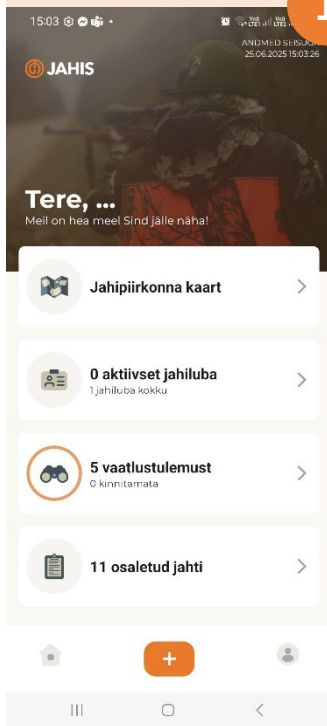 15:03
ANDMED SEISUGA
25.06.2025 15:03:26
JAHIS
Tere, ...
Meil on hea meel Sind jälle näha!
Jahipiirkonna kaart
0 aktiivset jahiluba
1 jahiluba kokku
5 vaatlustulemust
0 kinnitamata
11 osaletud jahti